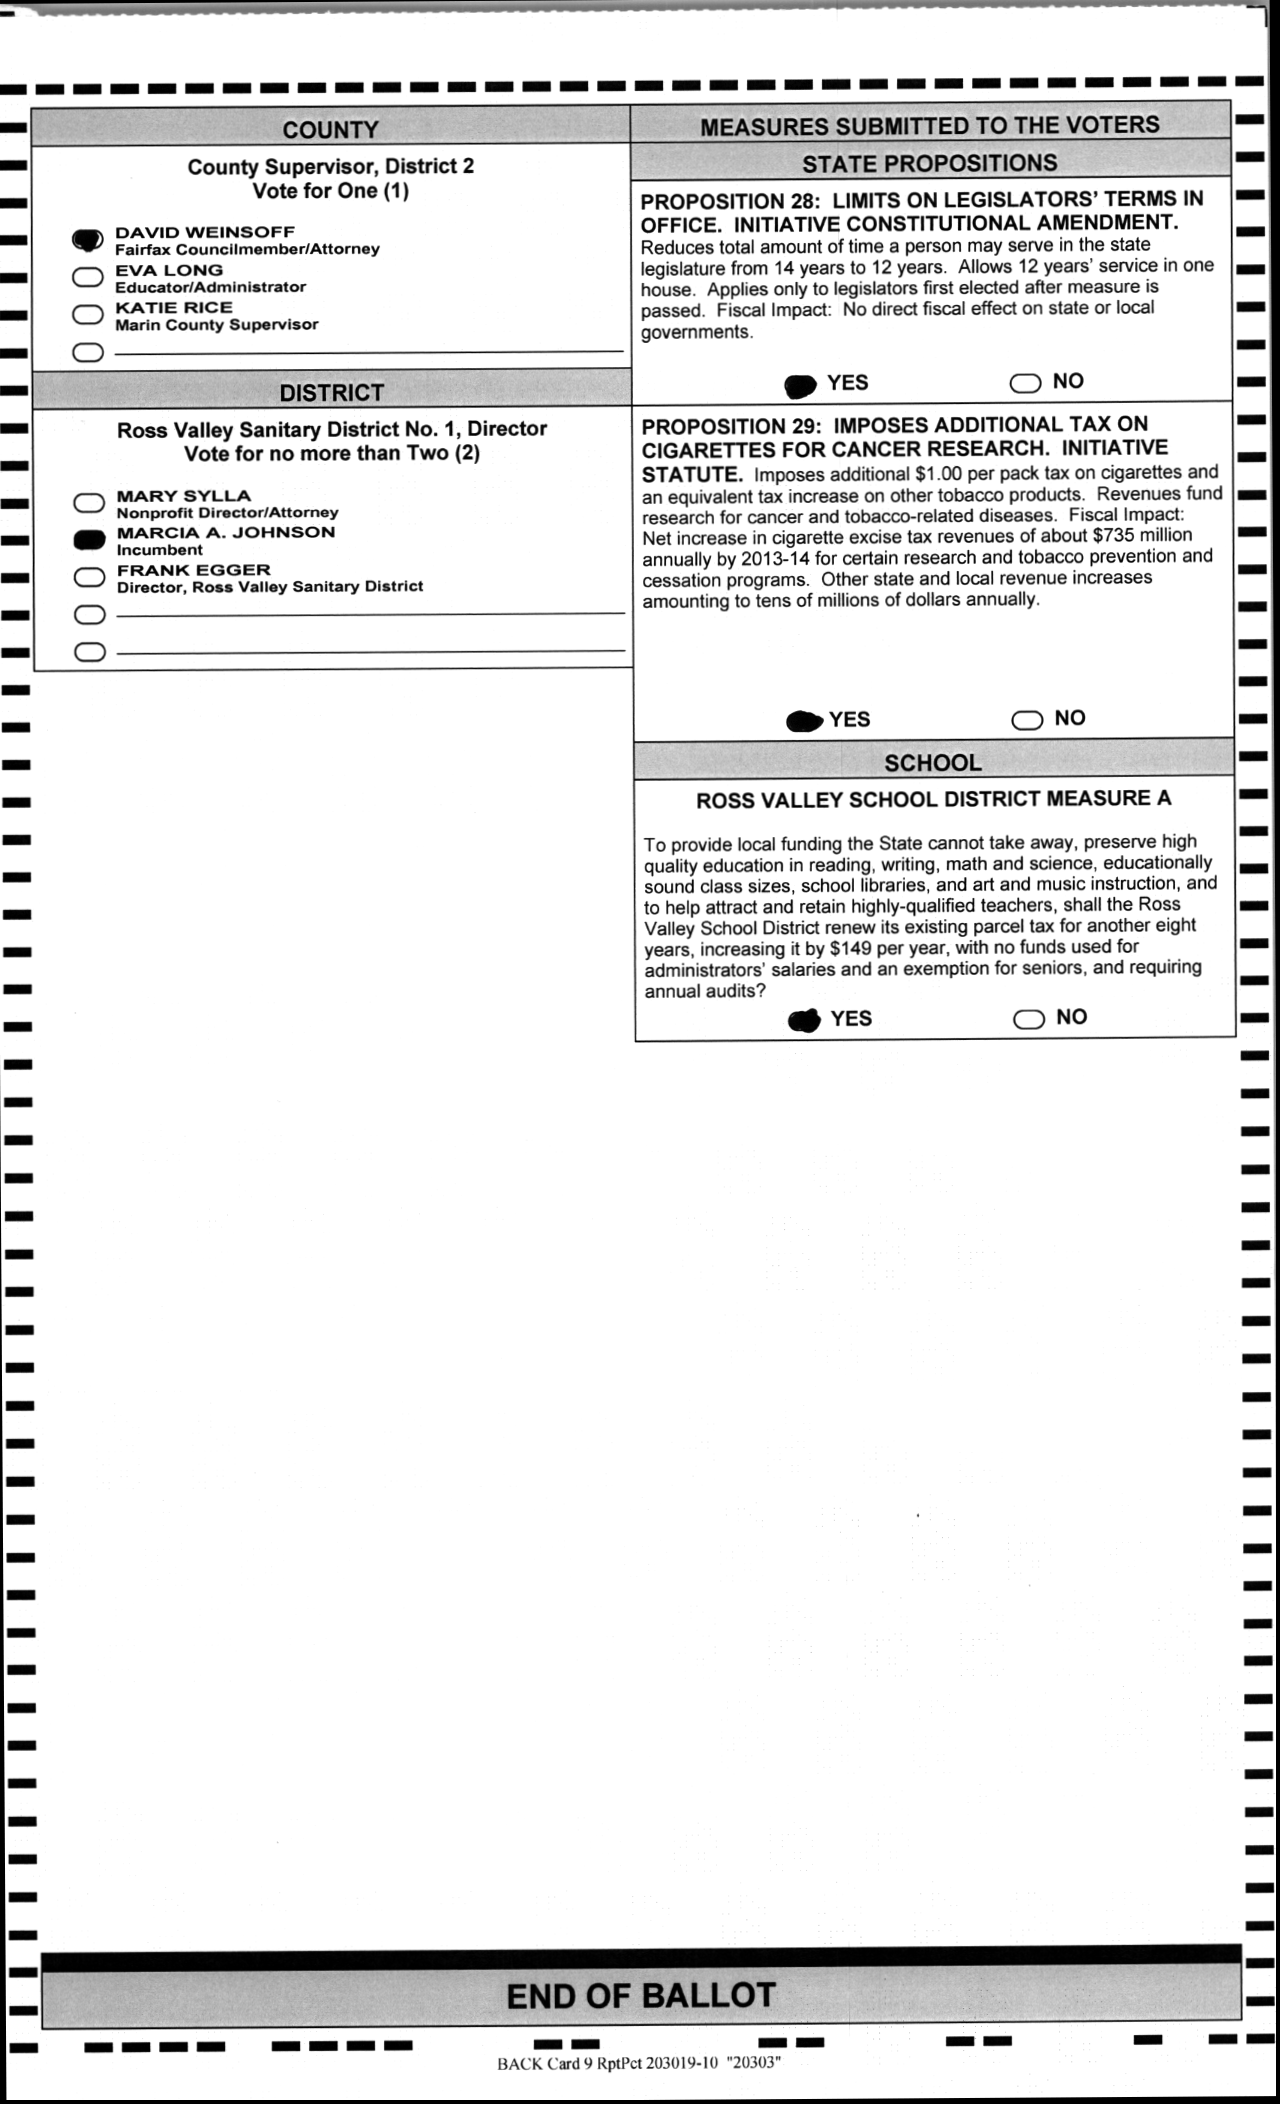 COUNTY
County Supervisor, District 2
Vote for One (1)
DAVID WEINSOFF
Fairfax Councilmember/Attorney
EVA LONG
Educator/Administrator
KATIE RICE
Marin County Supervisor
DISTRICT
Ross Valley Sanitary District No. 1, Director
Vote for no more than Two (2)
MARY SYLLA
Nonprofit Director/Attorney
MARCIA A. JOHNSON
Incumbent
FRANK EGGER
Director, Ross Valley Sanitary District
MEASURES SUBMITTED TO THE VOTERS
STATE PROPOSITIONS
PROPOSITION 28: LIMITS ON LEGISLATORS' TERMS IN
OFFICE. INITIATIVE CONSTITUTIONAL AMENDMENT.
Reduces total amount of time a person may serve in the state
legislature from 14 years to 12 years. Allows 12 years' service in one
house. Applies only to legislators first elected after measure is
passed. Fiscal Impact: No direct fiscal effect on state or local
governments.
YES NO
PROPOSITION 29: IMPOSES ADDITIONAL TAX ON
CIGARETTES FOR CANCER RESEARCH. INITIATIVE
STATUTE. Imposes additional $1.00 per pack tax on cigarettes and
an equivalent tax increase on other tobacco products. Revenues fund
research for cancer and tobacco-related diseases. Fiscal Impact:
Net increase in cigarette excise tax revenues of about $735 million
annually by 2013-14 for certain research and tobacco prevention and
cessation programs. Other state and local revenue increases
amounting to tens of millions of dollars annually.
YES NO
SCHOOL
ROSS VALLEY SCHOOL DISTRICT MEASURE A
To provide local funding the State cannot take away, preserve high
quality education in reading, writing, math and science, educationally
sound class sizes, school libraries, and art and music instruction, and
to help attract and retain highly-qualified teachers, shall the Ross
Valley School District renew its existing parcel tax for another eight
years, increasing it by $149 per year, with no funds used for
administrators' salaries and an exemption for seniors, and requiring
annual audits?
YES NO
END OF BALLOT
BACK Card 9 RptPct 203019-10 "20303"